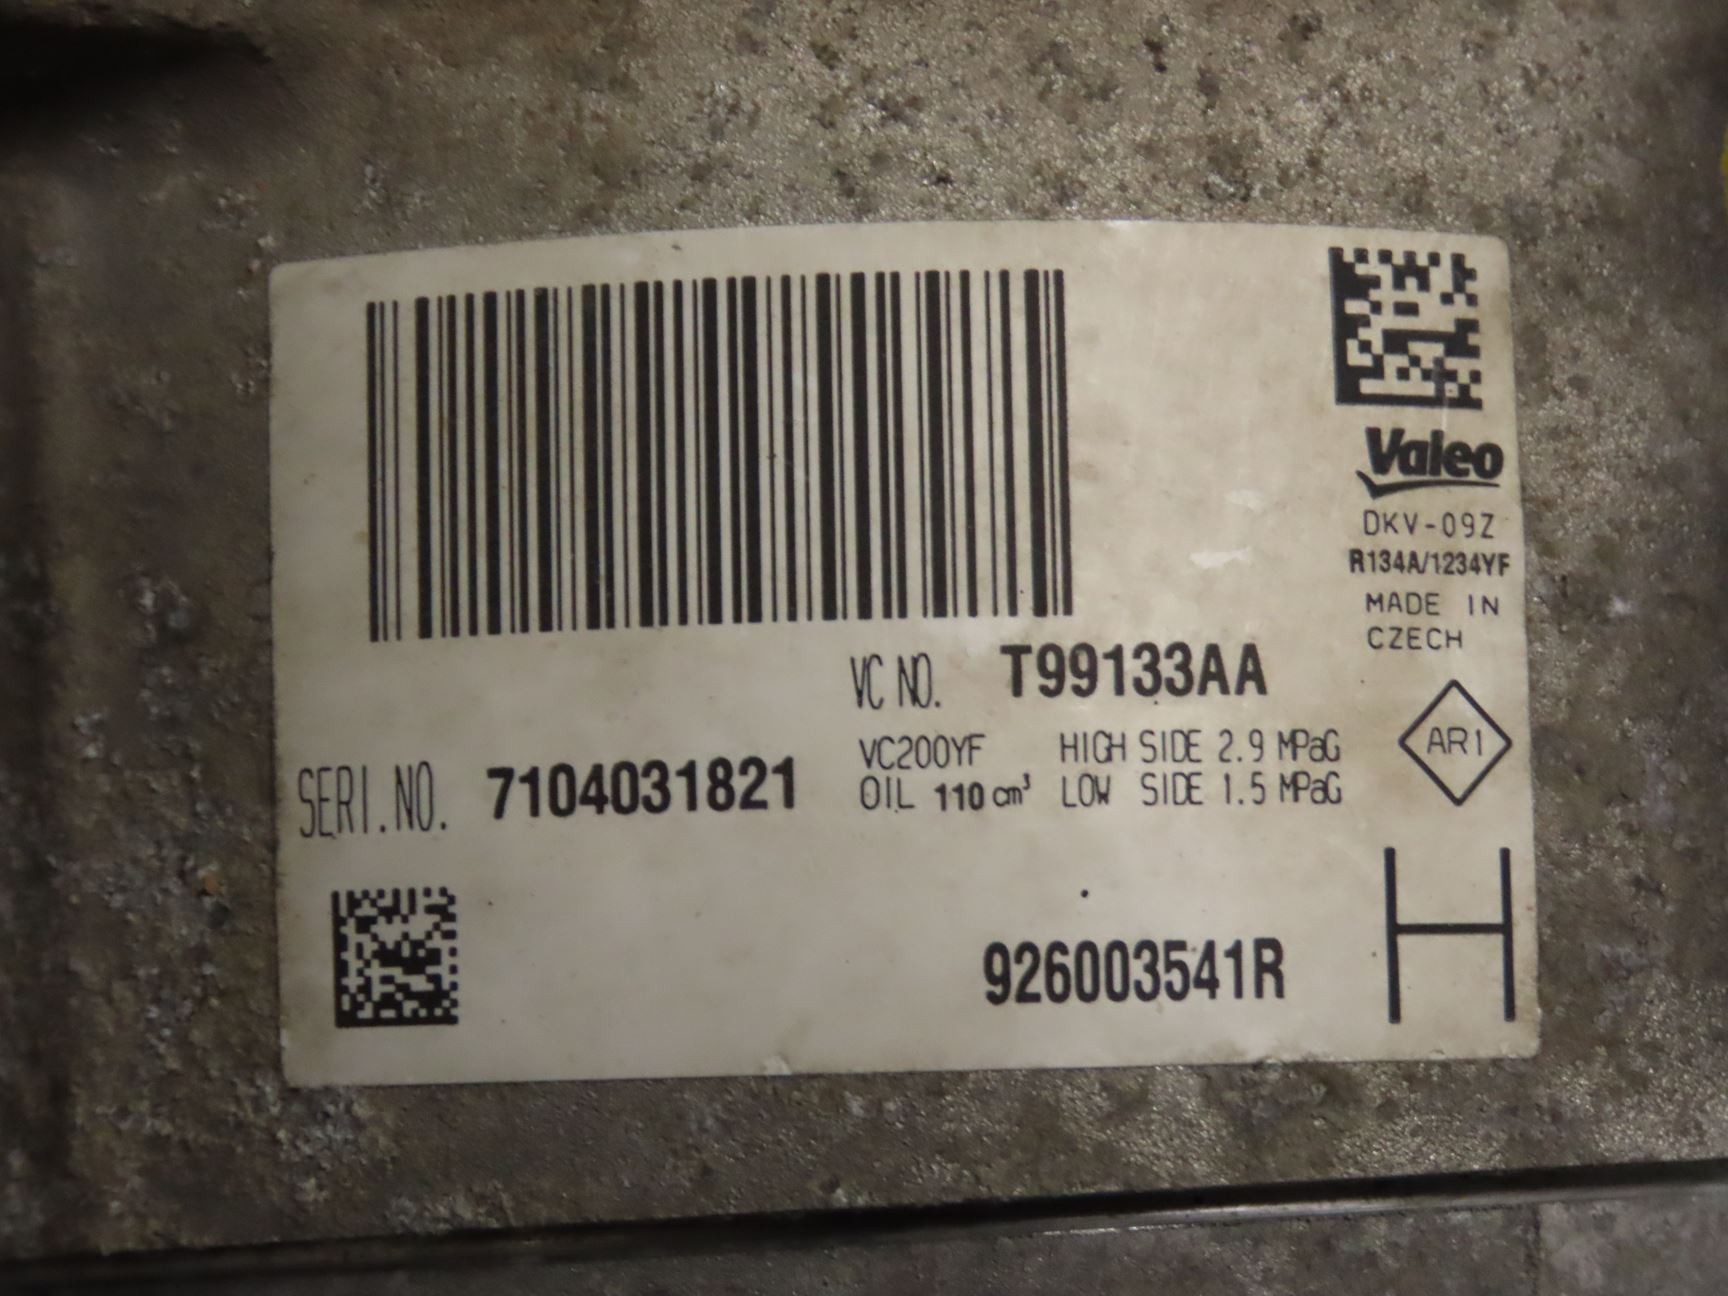 Valeo
DKV-09Z
R134A/1234YF
MADE IN
CZECH
VC NO. T99133AA
VC200YF HIGH SIDE 2.9 MPaG
SERI.NO. 7104031821
OIL 110 cm³ LOW SIDE 1.5 MPaG
AR1
926003541R
H